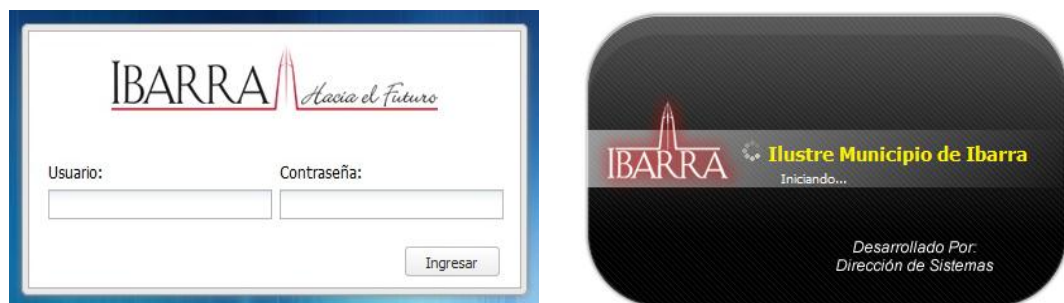 IBARRA Hacia el Futuro
Usuario:
Contraseña:
Ingresar
IBARRA
Ilustre Municipio de Ibarra
Iniciando...
Desarrollado Por:
Dirección de Sistemas